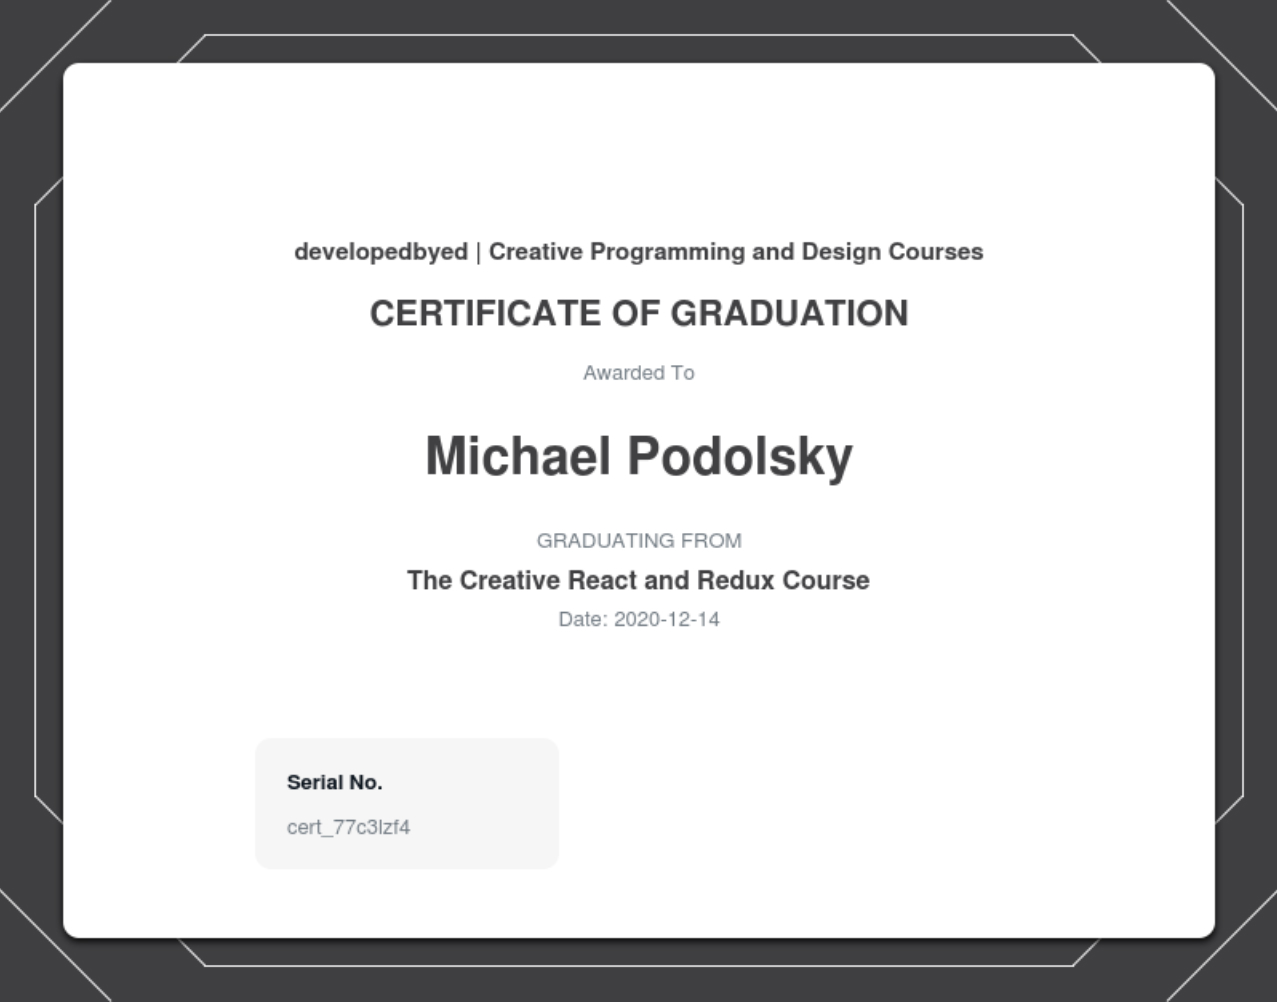 developedbyed | Creative Programming and Design Courses
CERTIFICATE OF GRADUATION
Awarded To
Michael Podolsky
GRADUATING FROM
The Creative React and Redux Course
Date: 2020-12-14
Serial No.
cert_77c3lzf4